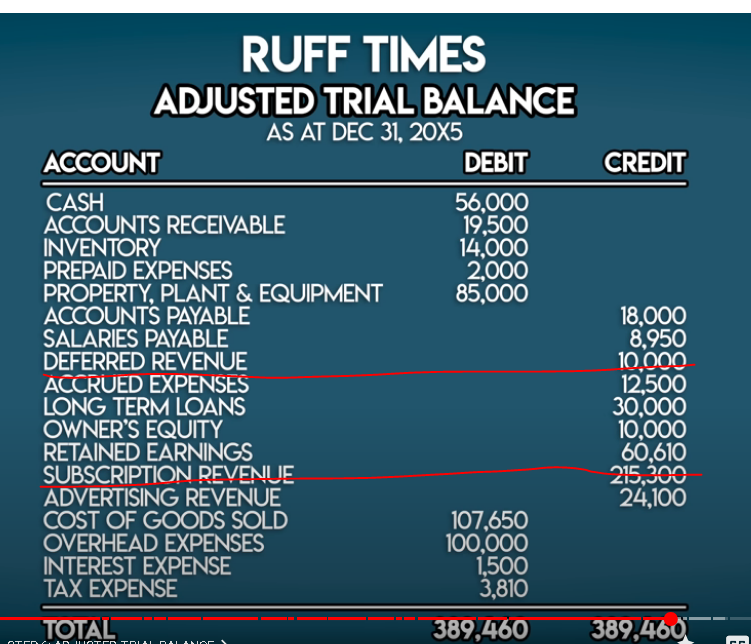 RUFF TIMES
ADJUSTED TRIAL BALANCE
AS AT DEC 31, 20X5
ACCOUNT DEBIT CREDIT
CASH 56,000
ACCOUNTS RECEIVABLE 19,500
INVENTORY 14,000
PREPAID EXPENSES 2,000
PROPERTY, PLANT & EQUIPMENT 85,000
ACCOUNTS PAYABLE 18,000
SALARIES PAYABLE 8,950
DEFERRED REVENUE 10,000
ACCRUED EXPENSES 12,500
LONG TERM LOANS 30,000
OWNER'S EQUITY 10,000
RETAINED EARNINGS 60,610
SUBSCRIPTION REVENUE 215,300
ADVERTISING REVENUE 24,100
COST OF GOODS SOLD 107,650
OVERHEAD EXPENSES 100,000
INTEREST EXPENSE 1,500
TAX EXPENSE 3,810
TOTAL 389,460 389,460
ADJUSTED TRIAL BALANCE